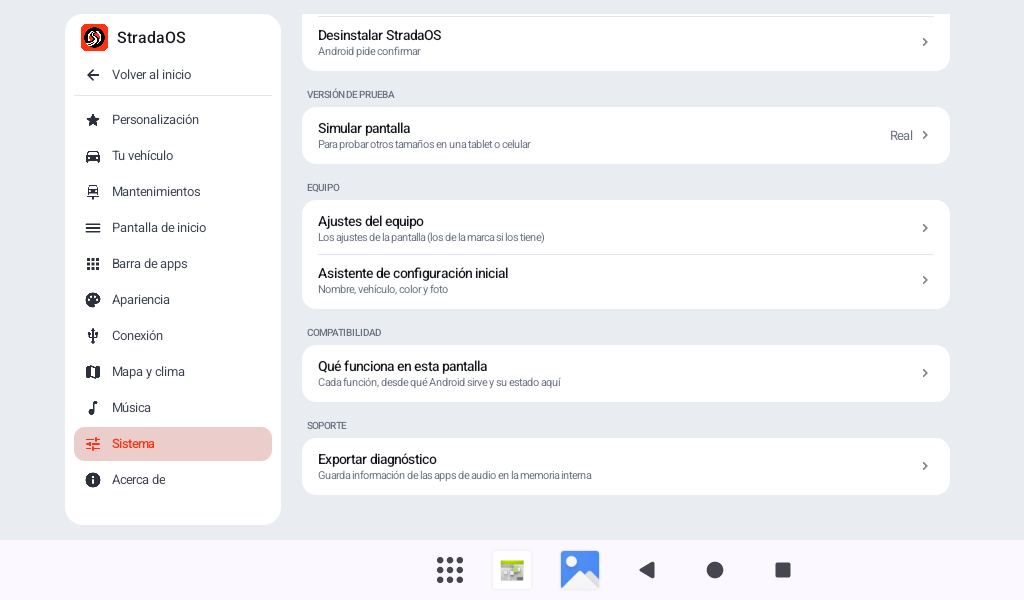 StradaOS
Volver al inicio
Personalización
Tu vehículo
Mantenimientos
Pantalla de inicio
Barra de apps
Apariencia
Conexión
Mapa y clima
Música
Sistema
Acerca de
Desinstalar StradaOS
Android pide confirmar
VERSIÓN DE PRUEBA
Simular pantalla
Real
Para probar otros tamaños en una tablet o celular
EQUIPO
Ajustes del equipo
Los ajustes de la pantalla (los de la marca si los tiene)
Asistente de configuración inicial
Nombre, vehículo, color y foto
COMPATIBILIDAD
Qué funciona en esta pantalla
Cada función, desde qué Android sirve y su estado aquí
SOPORTE
Exportar diagnóstico
Guarda información de las apps de audio en la memoria interna